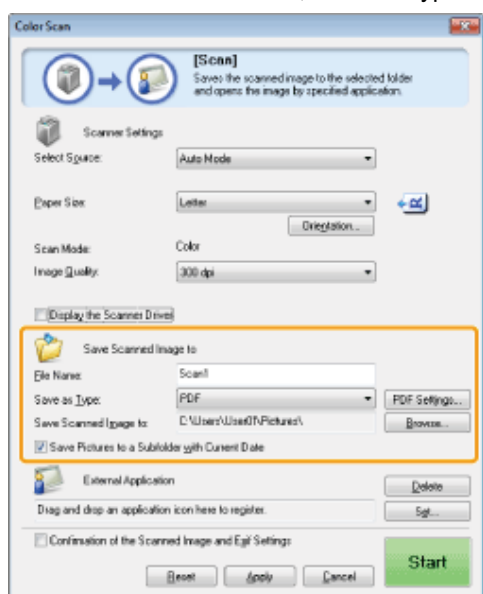 Color Scan
[Scan]
Saves the scanned image to the selected folder
and opens the image by specified application.
Scanner Settings
Select Source: Auto Mode
Paper Size: Letter
Orientation...
Scan Mode: Color
Image Quality: 300 dpi
Display the Scanner Driver
Save Scanned Image to
File Name: Scan1
Save as Type: PDF PDF Settings...
Save Scanned Image to: C:\Users\User01\Pictures\ Browse...
Save Pictures to a Subfolder with Current Date
External Application
Delete
Drag and drop an application icon here to register. Set...
Confirmation of the Scanned Image and Exif Settings
Start
Reset Apply Cancel